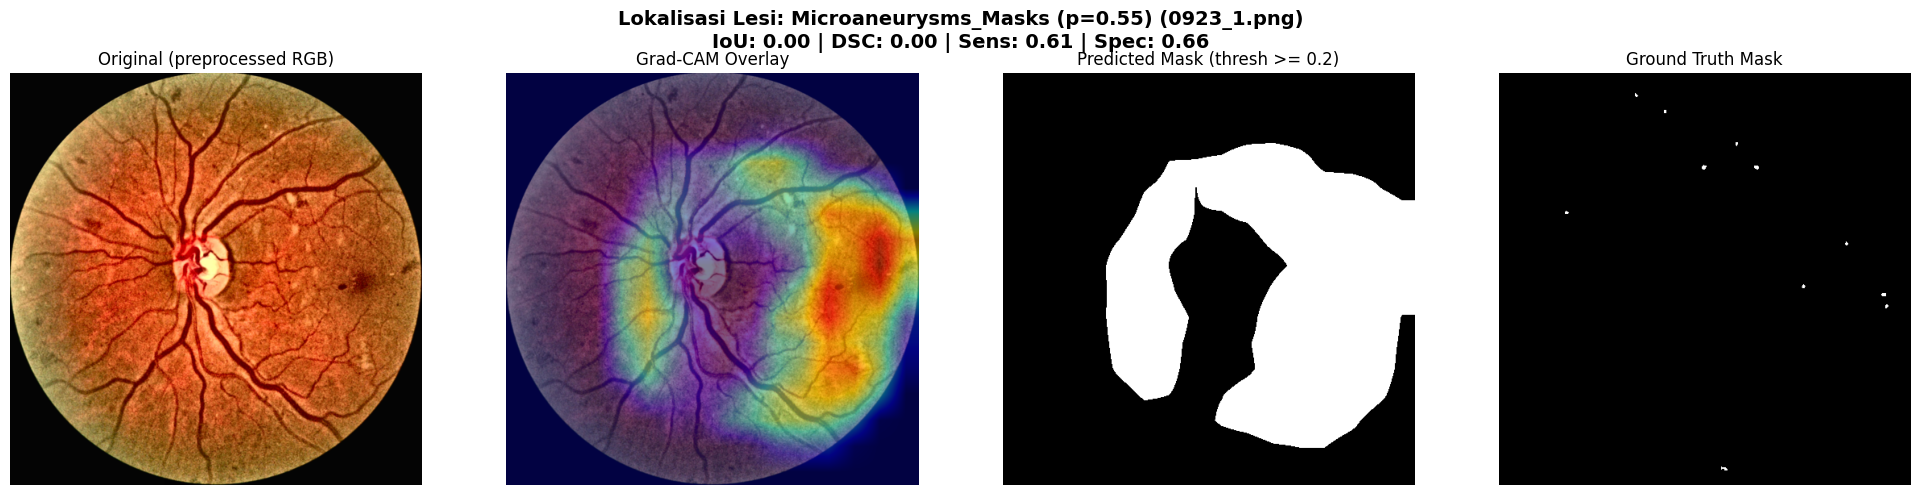 Lokalisasi Lesi: Microaneurysms_Masks (p=0.55) (0923_1.png)
IoU: 0.00 | DSC: 0.00 | Sens: 0.61 | Spec: 0.66
Original (preprocessed RGB)
Grad-CAM Overlay
Predicted Mask (thresh >= 0.2)
Ground Truth Mask